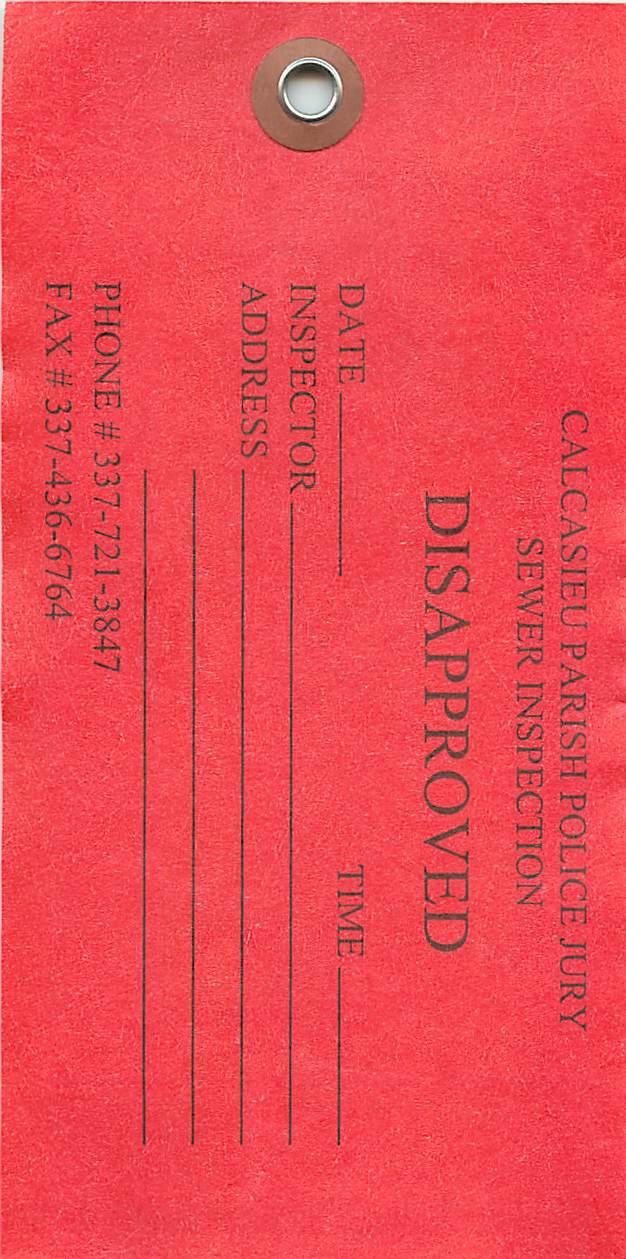 CALCASIEU PARISH POLICE JURY
SEWER INSPECTION
DISAPPROVED
DATE TIME
INSPECTOR
ADDRESS
PHONE # 337-721-3847
FAX # 337-436-6764